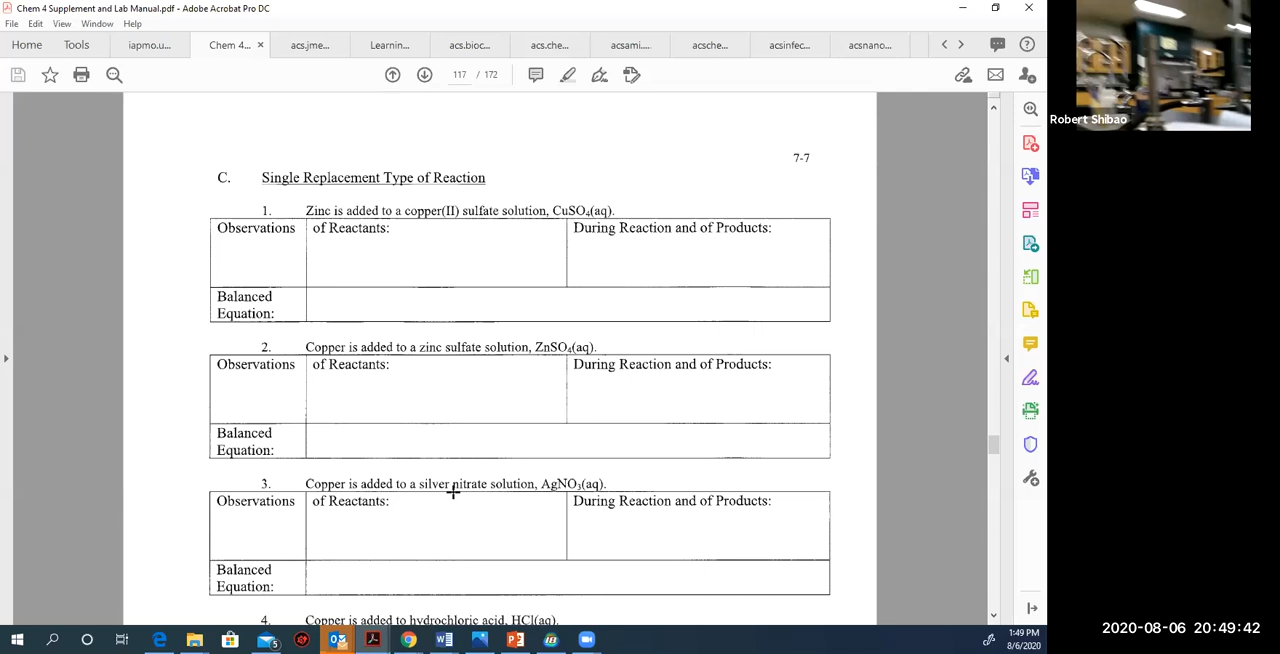 Chem 4 Supplement and Lab Manual.pdf - Adobe Acrobat Pro DC
File Edit View Window Help
Home Tools iapmo.u... Chem 4... × acs.jme... Learnin... acs.bioc... acs.che... acsami.... acsche... acsinfec... acsnano...
117 / 172
7-7
C. Single Replacement Type of Reaction
1. Zinc is added to a copper(II) sulfate solution, CuSO₄(aq).
Observations of Reactants: During Reaction and of Products:
Balanced
Equation:
2. Copper is added to a zinc sulfate solution, ZnSO₄(aq).
Observations of Reactants: During Reaction and of Products:
Balanced
Equation:
3. Copper is added to a silver nitrate solution, AgNO₃(aq).
Observations of Reactants: During Reaction and of Products:
Balanced
Equation:
4. Copper is added to hydrochloric acid, HCl(aq).
Robert Shibao
5
1:49 PM
8/6/2020
2020-08-06 20:49:42